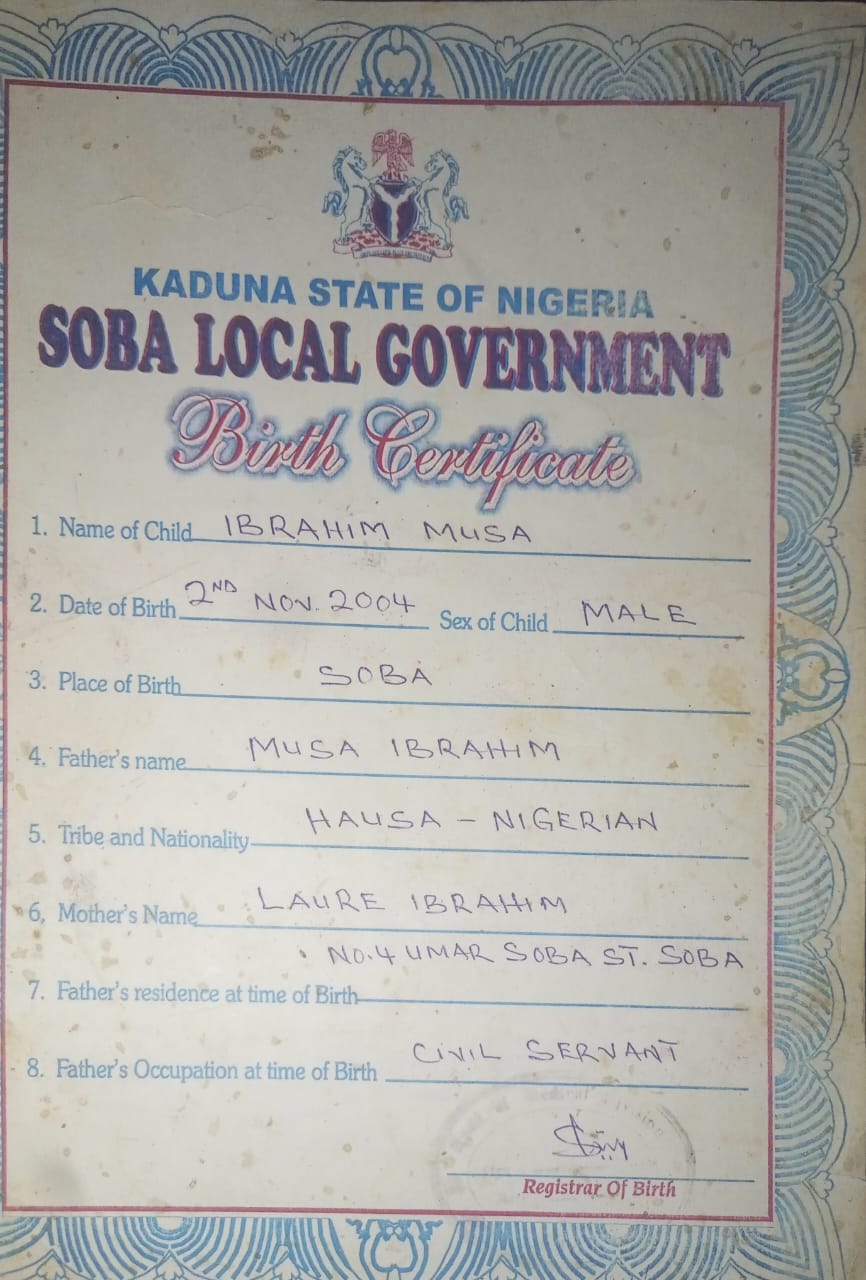 KADUNA STATE OF NIGERIA
SOBA LOCAL GOVERNMENT
Birth Certificate
1. Name of Child IBRAHIM MUSA
2. Date of Birth 2ND NOV. 2004 Sex of Child MALE
3. Place of Birth SOBA
4. Father's name MUSA IBRAHIM
5. Tribe and Nationality HAUSA - NIGERIAN
6, Mother's Name LAURE IBRAHIM
NO. 4 UMAR SOBA ST. SOBA
7. Father's residence at time of Birth
8. Father's Occupation at time of Birth CIVIL SERVANT
Registrar Of Birth